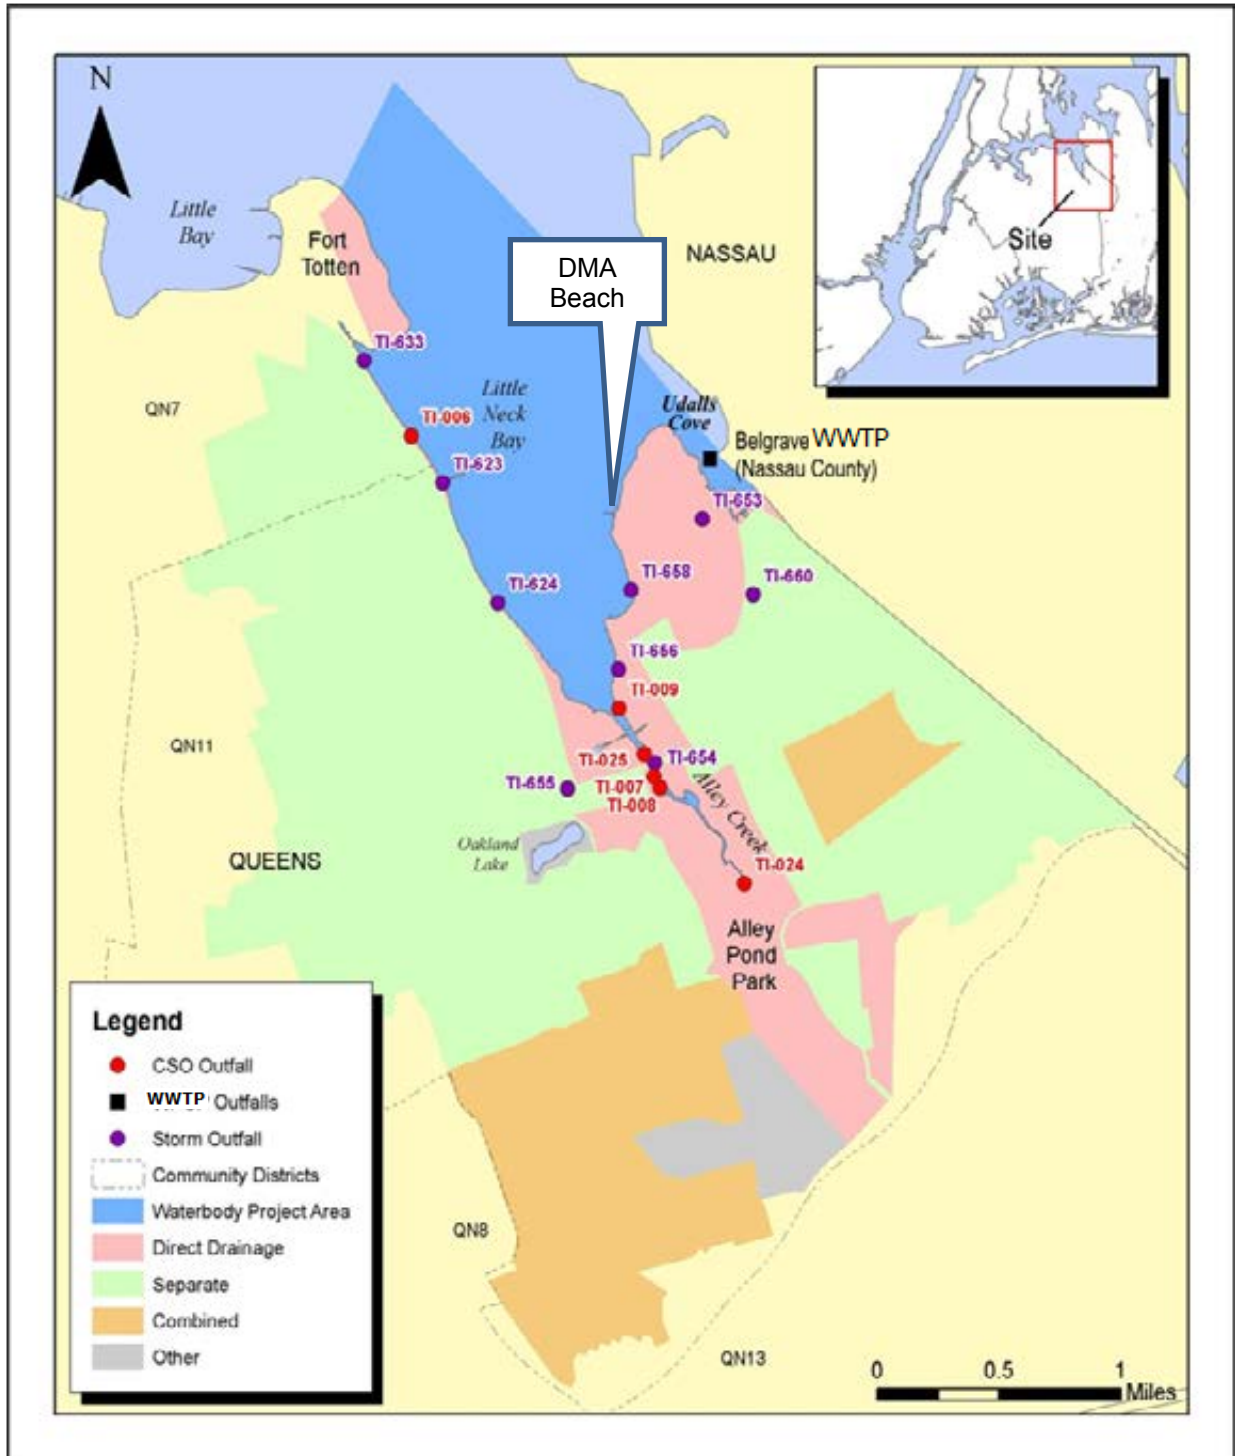 N
Little
Bay
Fort
Totten
DMA
Beach
NASSAU
Site
TI-633
QN7
TI-006
Little
Neck
Bay
Udalls
Cove
Belgrave WWTP
(Nassau County)
TI-623
TI-653
TI-624
TI-658
TI-660
TI-656
TI-009
QN11
TI-025
TI-654
TI-655
TI-007
TI-008
Alley Creek
Oakland
Lake
QUEENS
TI-024
Alley
Pond
Park
Legend
CSO Outfall
WWTP Outfalls
Storm Outfall
Community Districts
Waterbody Project Area
Direct Drainage
Separate
Combined
Other
QN8
QN13
0 0.5 1
Miles